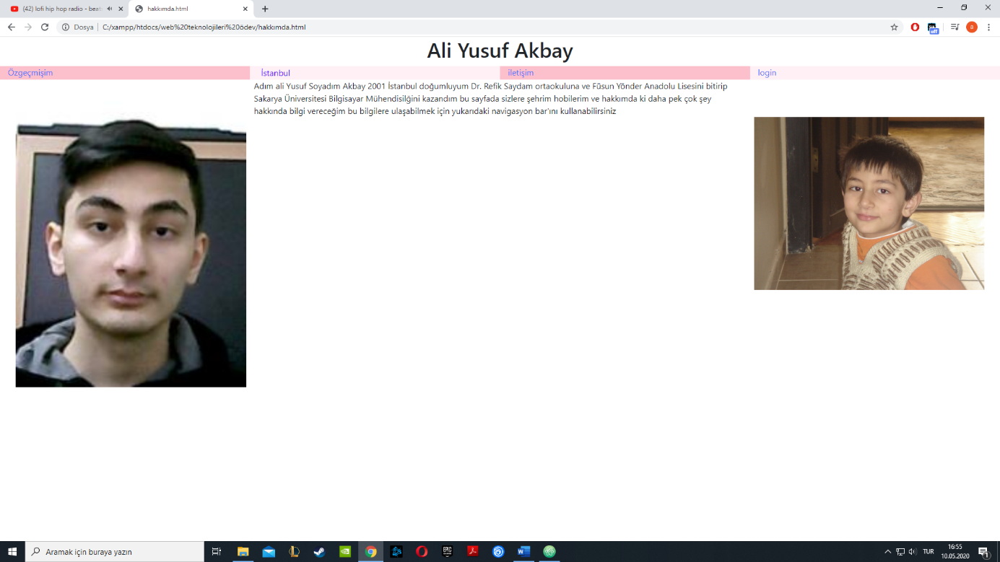 (42) lofi hip hop radio - beat
hakkımda.html
Dosya
C:/xampp/htdocs/web%20teknolojileri%20ödev/hakkımda.html
a
off
Ali Yusuf Akbay
Özgeçmişim
İstanbul
iletişim
login
Adım ali Yusuf Soyadım Akbay 2001 İstanbul doğumluyum Dr. Refik Saydam ortaokuluna ve Füsun Yönder Anadolu Lisesini bitirip
Sakarya Üniversitesi Bilgisayar Mühendisilğini kazandım bu sayfada sizlere şehrim hobilerim ve hakkımda ki daha pek çok şey
hakkında bilgi vereceğim bu bilgilere ulaşabilmek için yukarıdaki navigasyon bar'ını kullanabilirsiniz
Aramak için buraya yazın
EPIC
TUR
16:55
10.05.2020
1